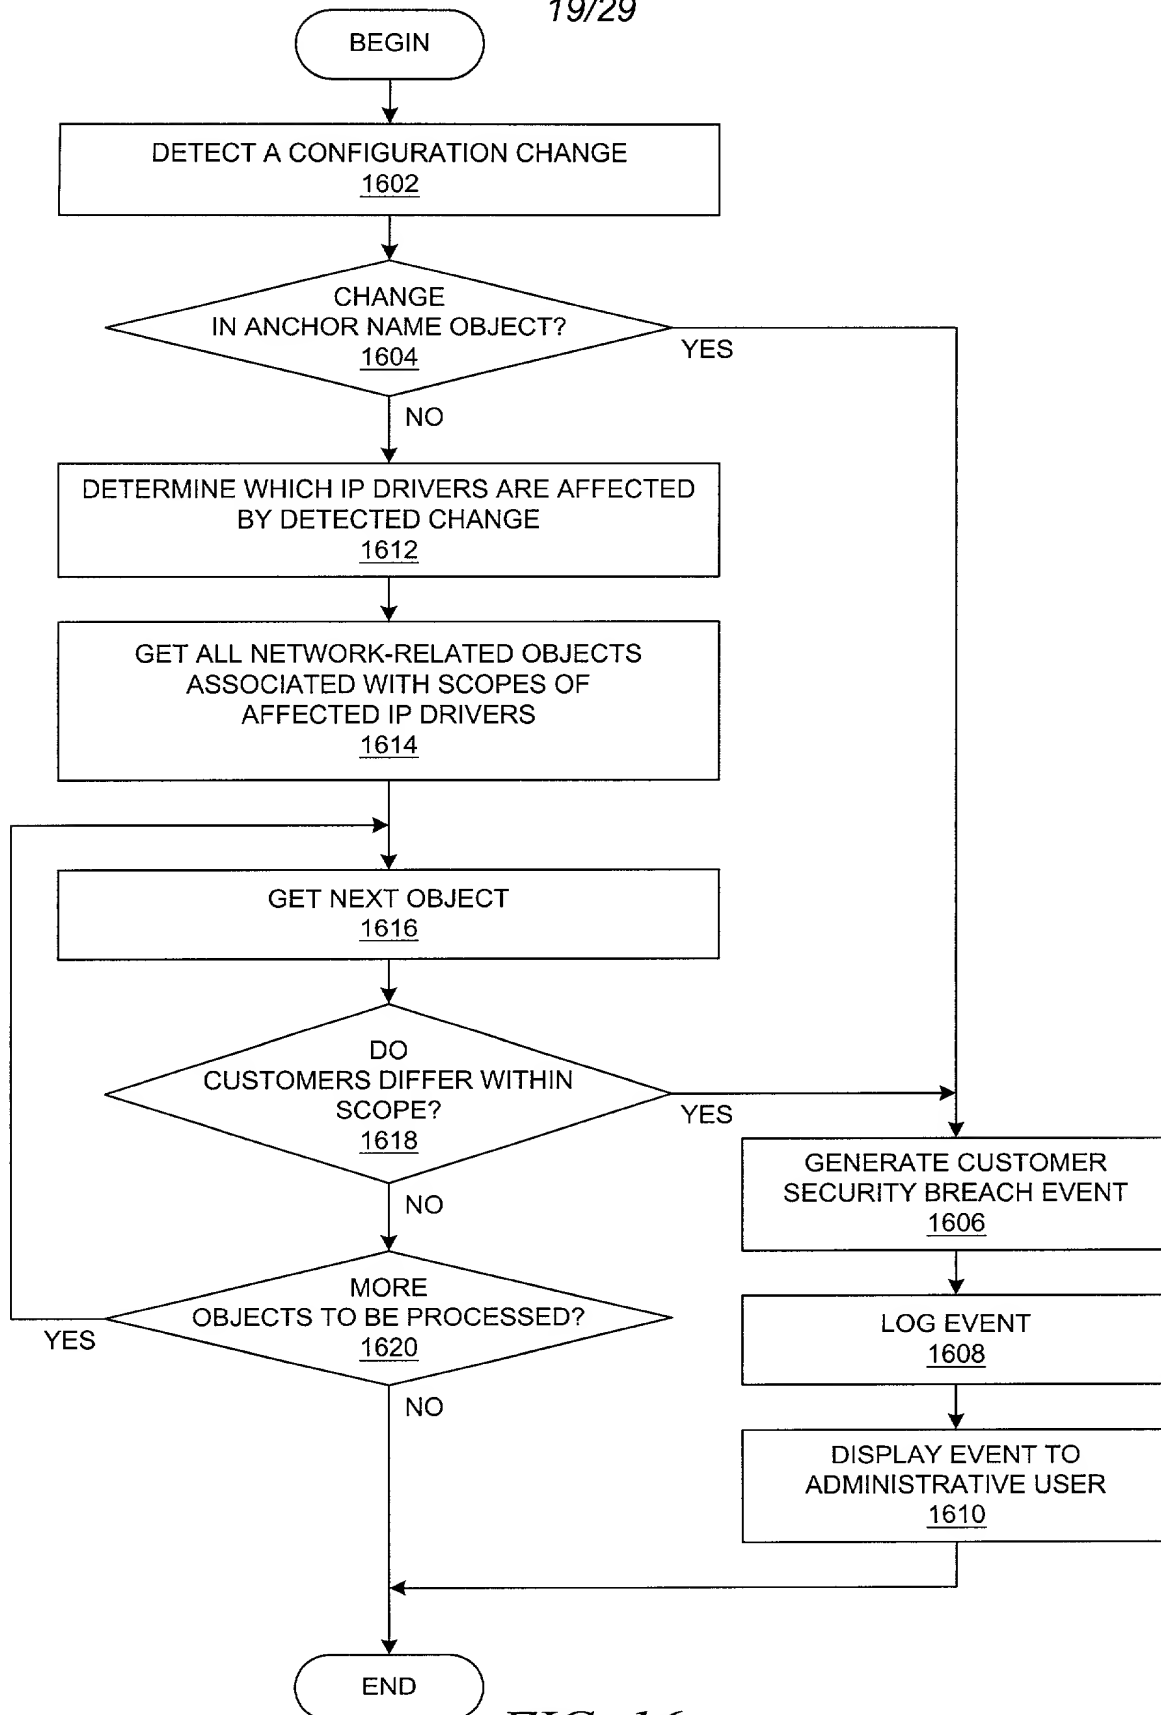 19/29
BEGIN
DETECT A CONFIGURATION CHANGE
1602
CHANGE
IN ANCHOR NAME OBJECT?
1604
YES
NO
DETERMINE WHICH IP DRIVERS ARE AFFECTED
BY DETECTED CHANGE
1612
GET ALL NETWORK-RELATED OBJECTS
ASSOCIATED WITH SCOPES OF
AFFECTED IP DRIVERS
1614
GET NEXT OBJECT
1616
DO
CUSTOMERS DIFFER WITHIN
SCOPE?
1618
YES
NO
GENERATE CUSTOMER
SECURITY BREACH EVENT
1606
MORE
OBJECTS TO BE PROCESSED?
1620
YES
NO
LOG EVENT
1608
DISPLAY EVENT TO
ADMINISTRATIVE USER
1610
END
FIG. 16